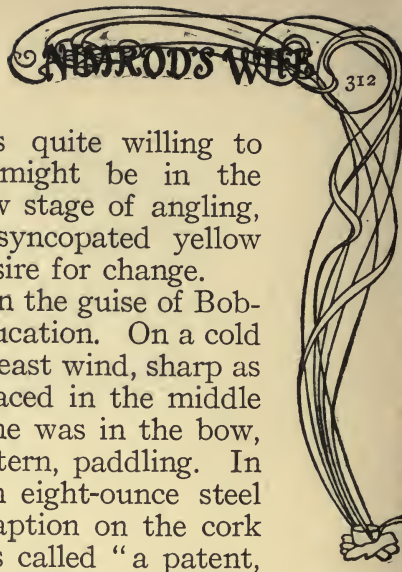 NIMROD'S WIFE
312
s quite willing to
might be in the
w stage of angling,
syncopated yellow
sire for change.
n the guise of Bob-
ucation. On a cold
east wind, sharp as
aced in the middle
ne was in the bow,
tern, paddling. In
n eight-ounce steel
aption on the cork
s called "a patent,